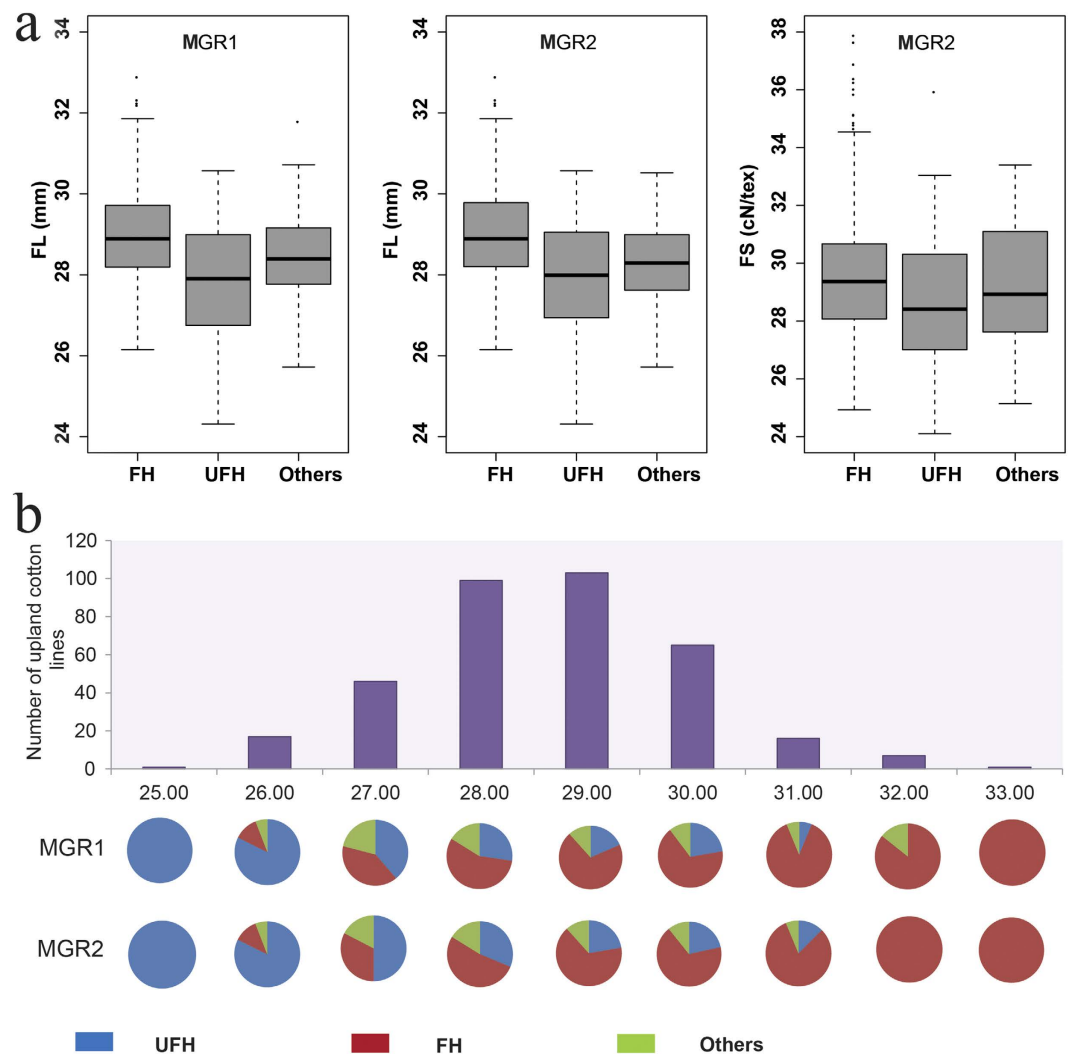 a
MGR1
MGR2
MGR2
FL (mm)
34
32
30
28
26
24
FH UFH Others
FL (mm)
34
32
30
28
26
24
FH UFH Others
FS (cN/tex)
38
36
34
32
30
28
26
24
FH UFH Others
b
Number of upland cotton
lines
120
100
80
60
40
20
0
25.00 26.00 27.00 28.00 29.00 30.00 31.00 32.00 33.00
MGR1
MGR2
UFH FH Others